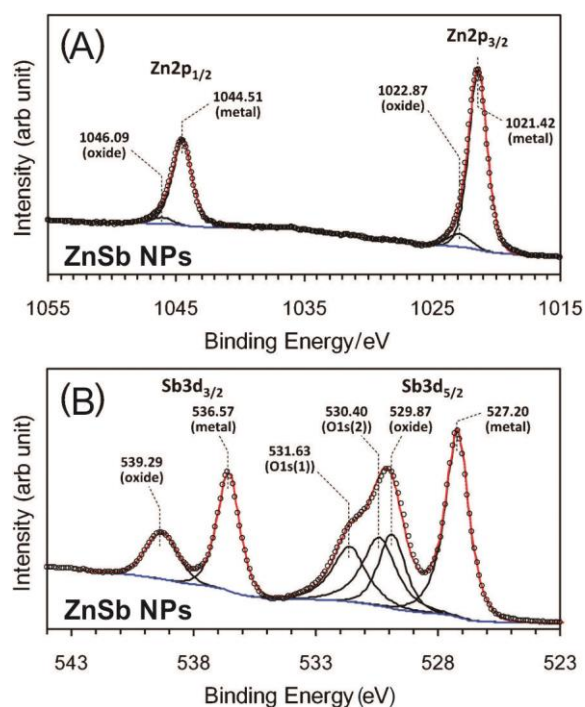 (A)
Zn2p3/2
Zn2p1/2
1044.51
(metal)
1046.09
(oxide)
1022.87
(oxide)
1021.42
(metal)
Intensity (arb unit)
ZnSb NPs
1055 1045 1035 1025 1015
Binding Energy/eV
(B)
Sb3d3/2
Sb3d5/2
536.57
(metal)
530.40
(O1s(2))
529.87
(oxide)
527.20
(metal)
539.29
(oxide)
531.63
(O1s(1))
Intensity (arb unit)
ZnSb NPs
543 538 533 528 523
Binding Energy (eV)